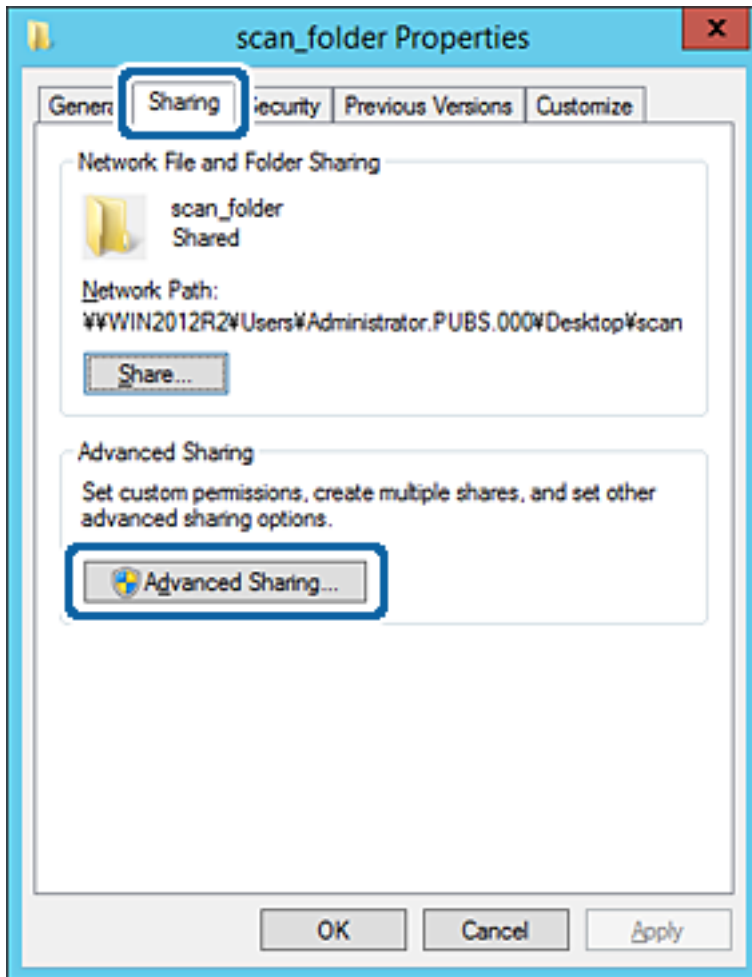 scan_folder Properties
x
Genera Sharing ecurity Previous Versions Customize
Network File and Folder Sharing
scan_folder
Shared
Network Path:
¥¥WIN2012R2¥Users¥Administrator.PUBS.000¥Desktop¥scan
Share...
Advanced Sharing
Set custom permissions, create multiple shares, and set other
advanced sharing options.
Advanced Sharing...
OK Cancel Apply